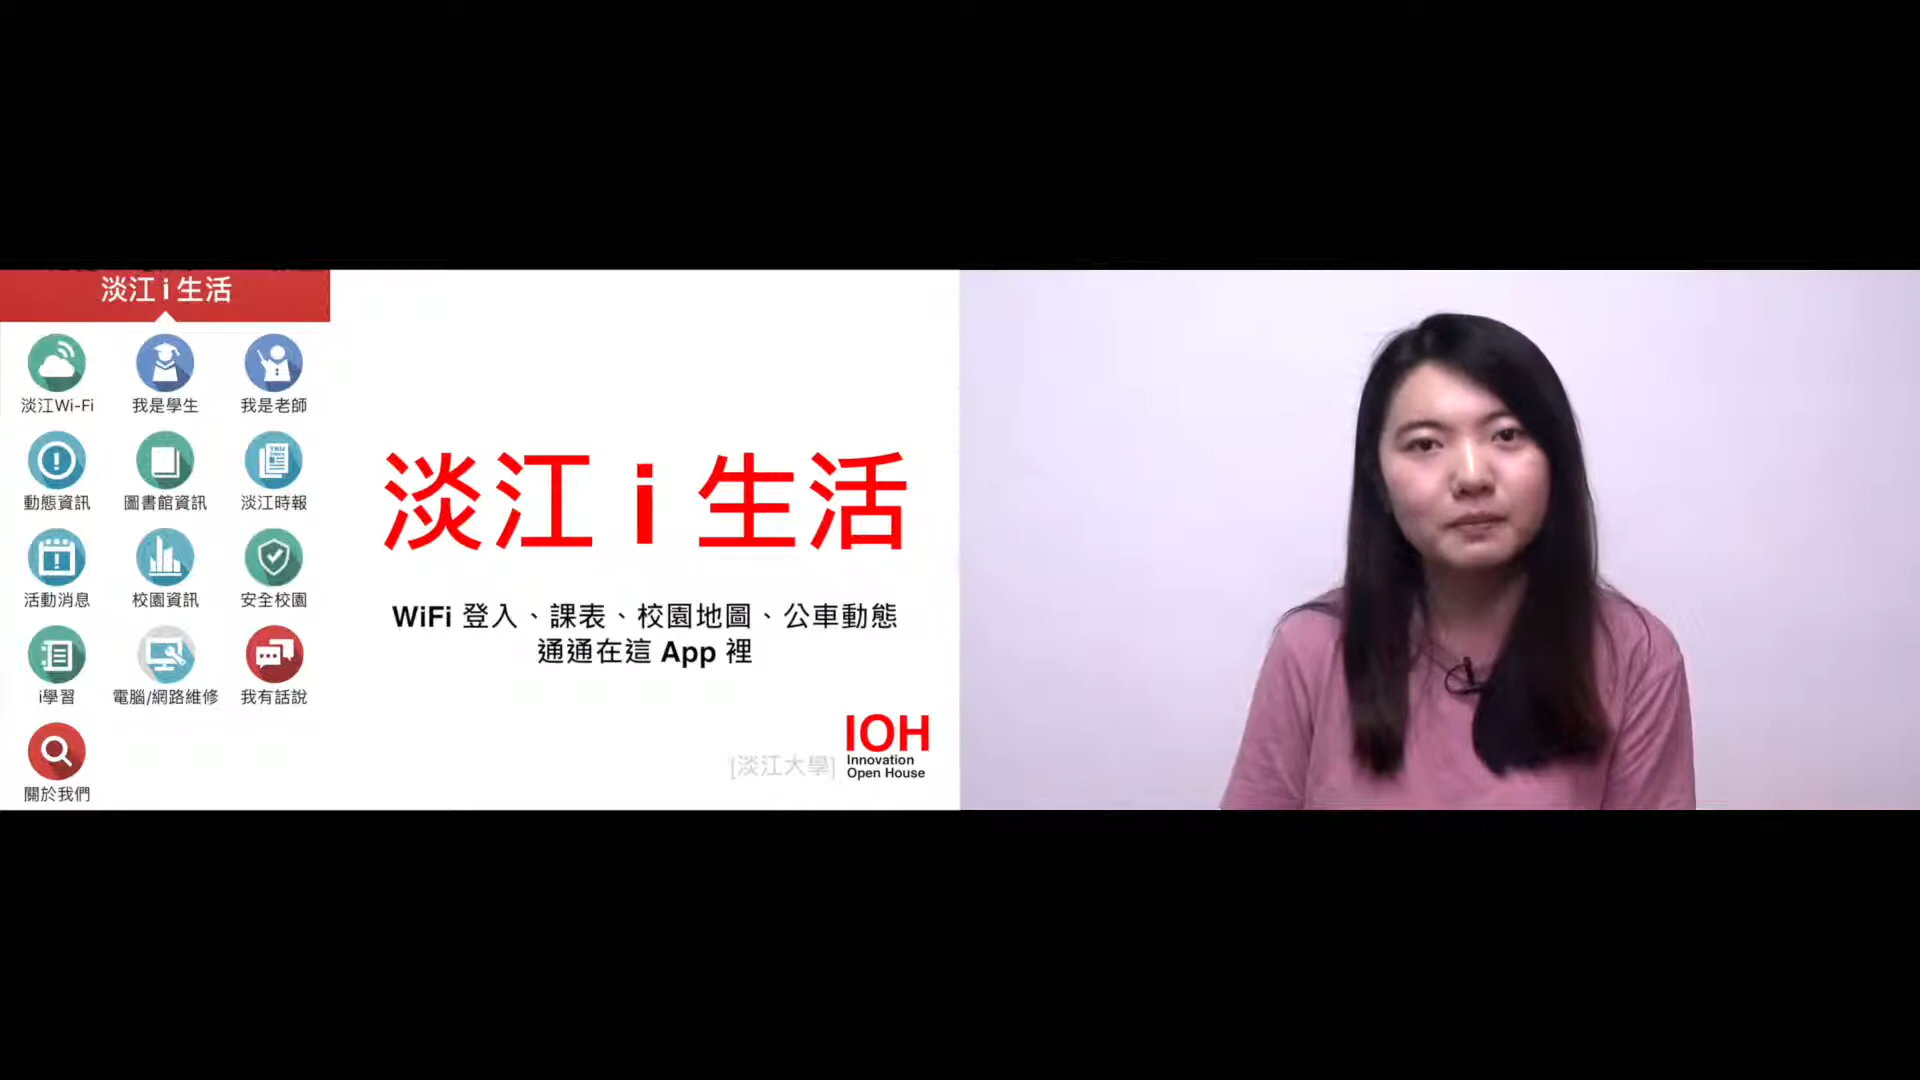 淡江 i 生活
淡江Wi-Fi
我是學生
我是老師
動態資訊
圖書館資訊
淡江時報
活動消息
校園資訊
安全校園
i學習
電腦/網路維修
我有話說
關於我們
淡江 i 生活
WiFi 登入、課表、校園地圖、公車動態
通通在這 App 裡
[淡江大學]
IOH
Innovation
Open House